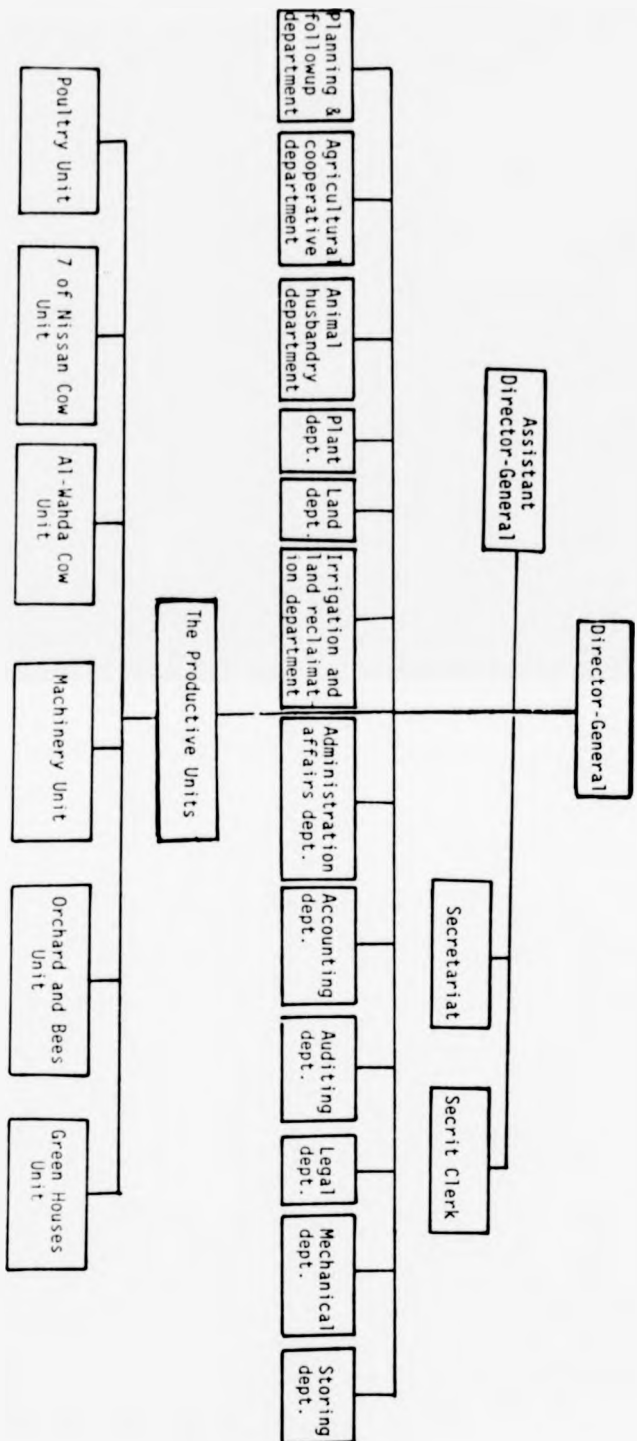 Director-General
Assistant
Director-General
Secretariat
Secrit Clerk
Planning &
followup
department
Agricultural
cooperative
department
Animal
husbandry
department
Plant
dept.
Land
dept.
Irrigation and
land reclaimat-
ion department
Administration
affairs dept.
Accounting
dept.
Auditing
dept.
Legal
dept.
Mechanical
dept.
Storing
dept.
The Productive Units
Poultry Unit
7 of Nissan Cow
Unit
Al-Wahda Cow
Unit
Machinery Unit
Orchard and Bees
Unit
Green Houses
Unit